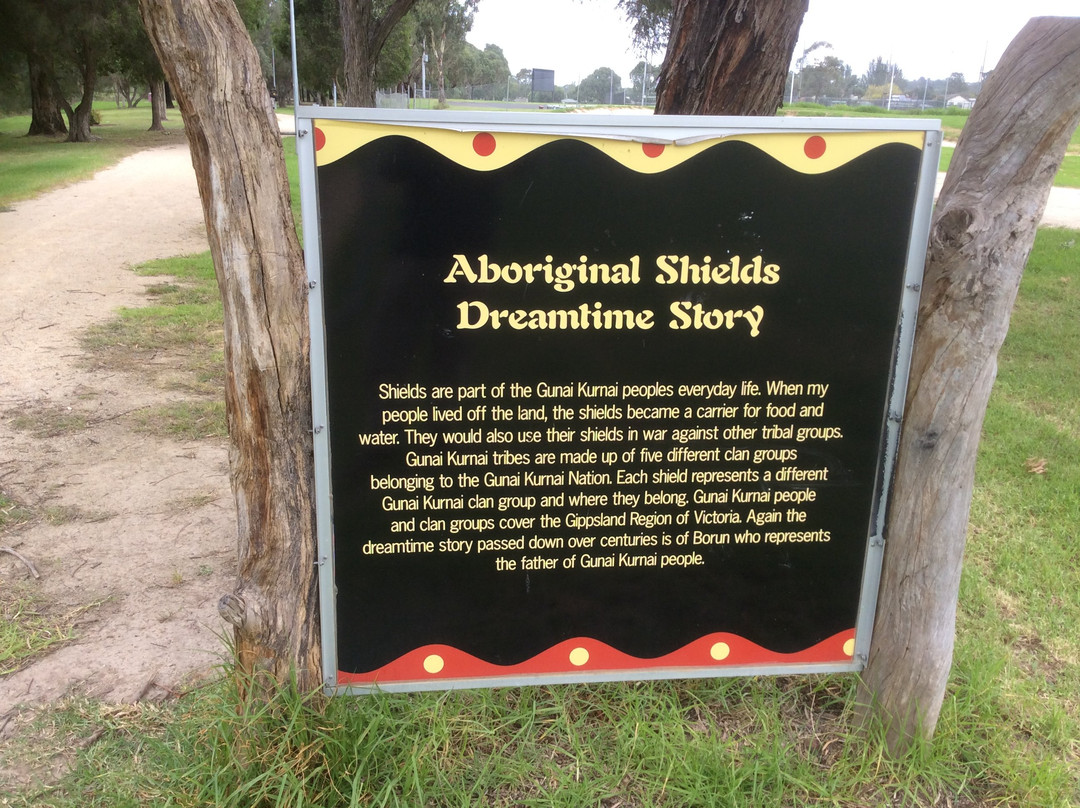 Aboriginal Shields
Dreamtime Story
Shields are part of the Gunai Kurnai peoples everyday life. When my
people lived off the land, the shields became a carrier for food and
water. They would also use their shields in war against other tribal groups.
Gunai Kurnai tribes are made up of five different clan groups
belonging to the Gunai Kurnai Nation. Each shield represents a different
Gunai Kurnai clan group and where they belong. Gunai Kurnai people
and clan groups cover the Gippsland Region of Victoria. Again the
dreamtime story passed down over centuries is of Borun who represents
the father of Gunai Kurnai people.